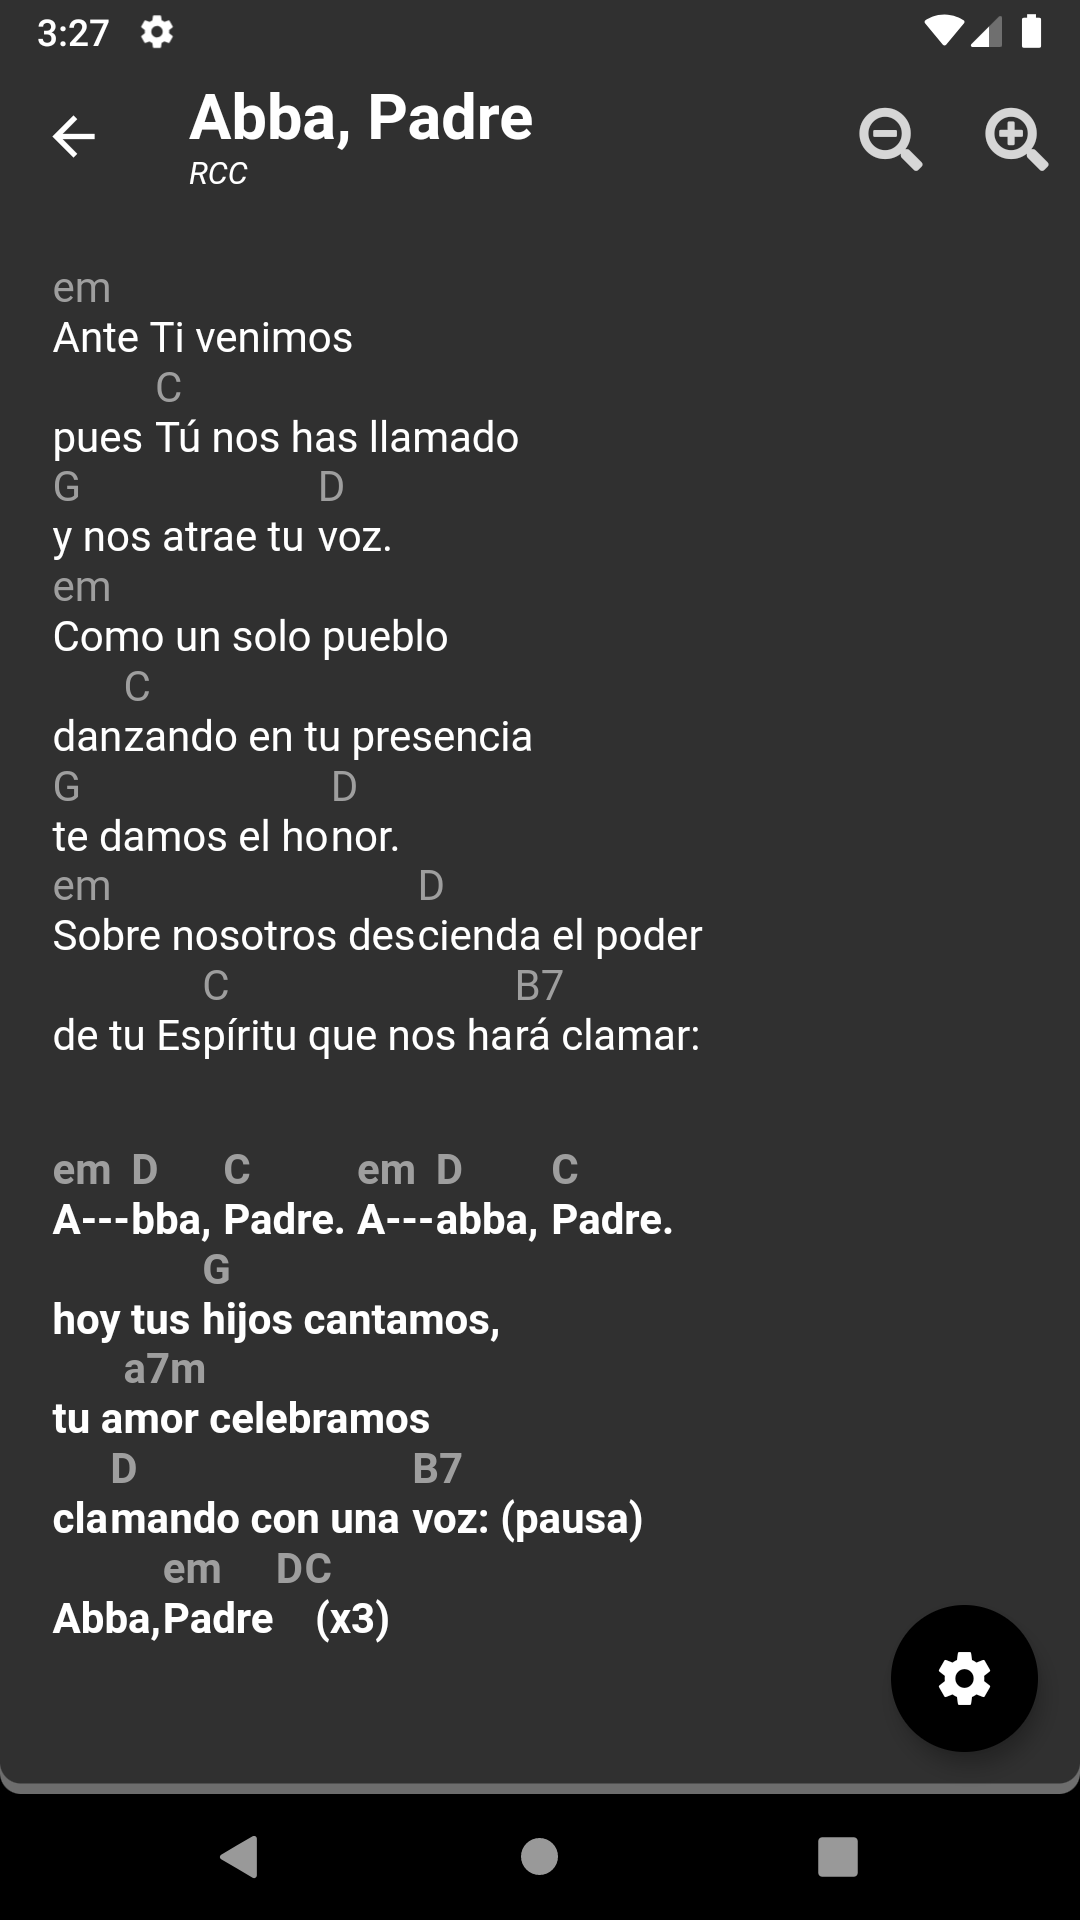 3:27
Abba, Padre
RCC
em
Ante Ti venimos
C
pues Tú nos has llamado
G D
y nos atrae tu voz.
em
Como un solo pueblo
C
danzando en tu presencia
G D
te damos el honor.
em D
Sobre nosotros descienda el poder
C B7
de tu Espíritu que nos hará clamar:
em D C em D C
A---bba, Padre. A---abba, Padre.
G
hoy tus hijos cantamos,
a7m
tu amor celebramos
D B7
clamando con una voz: (pausa)
em DC
Abba,Padre (x3)